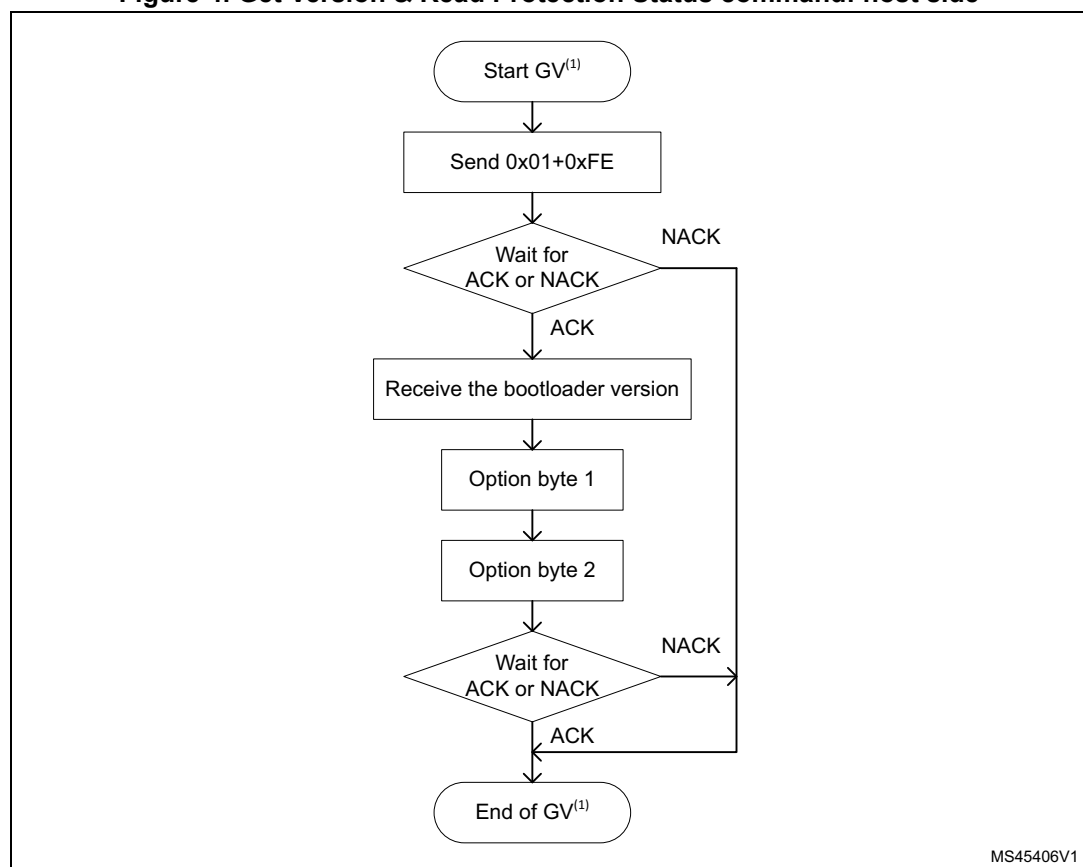 Figure 4. Get Version & Read Protection Status command: host side
Start GV(1)
Send 0x01+0xFE
NACK
Wait for
ACK or NACK
ACK
Receive the bootloader version
Option byte 1
Option byte 2
NACK
Wait for
ACK or NACK
ACK
End of GV(1)
MS45406V1